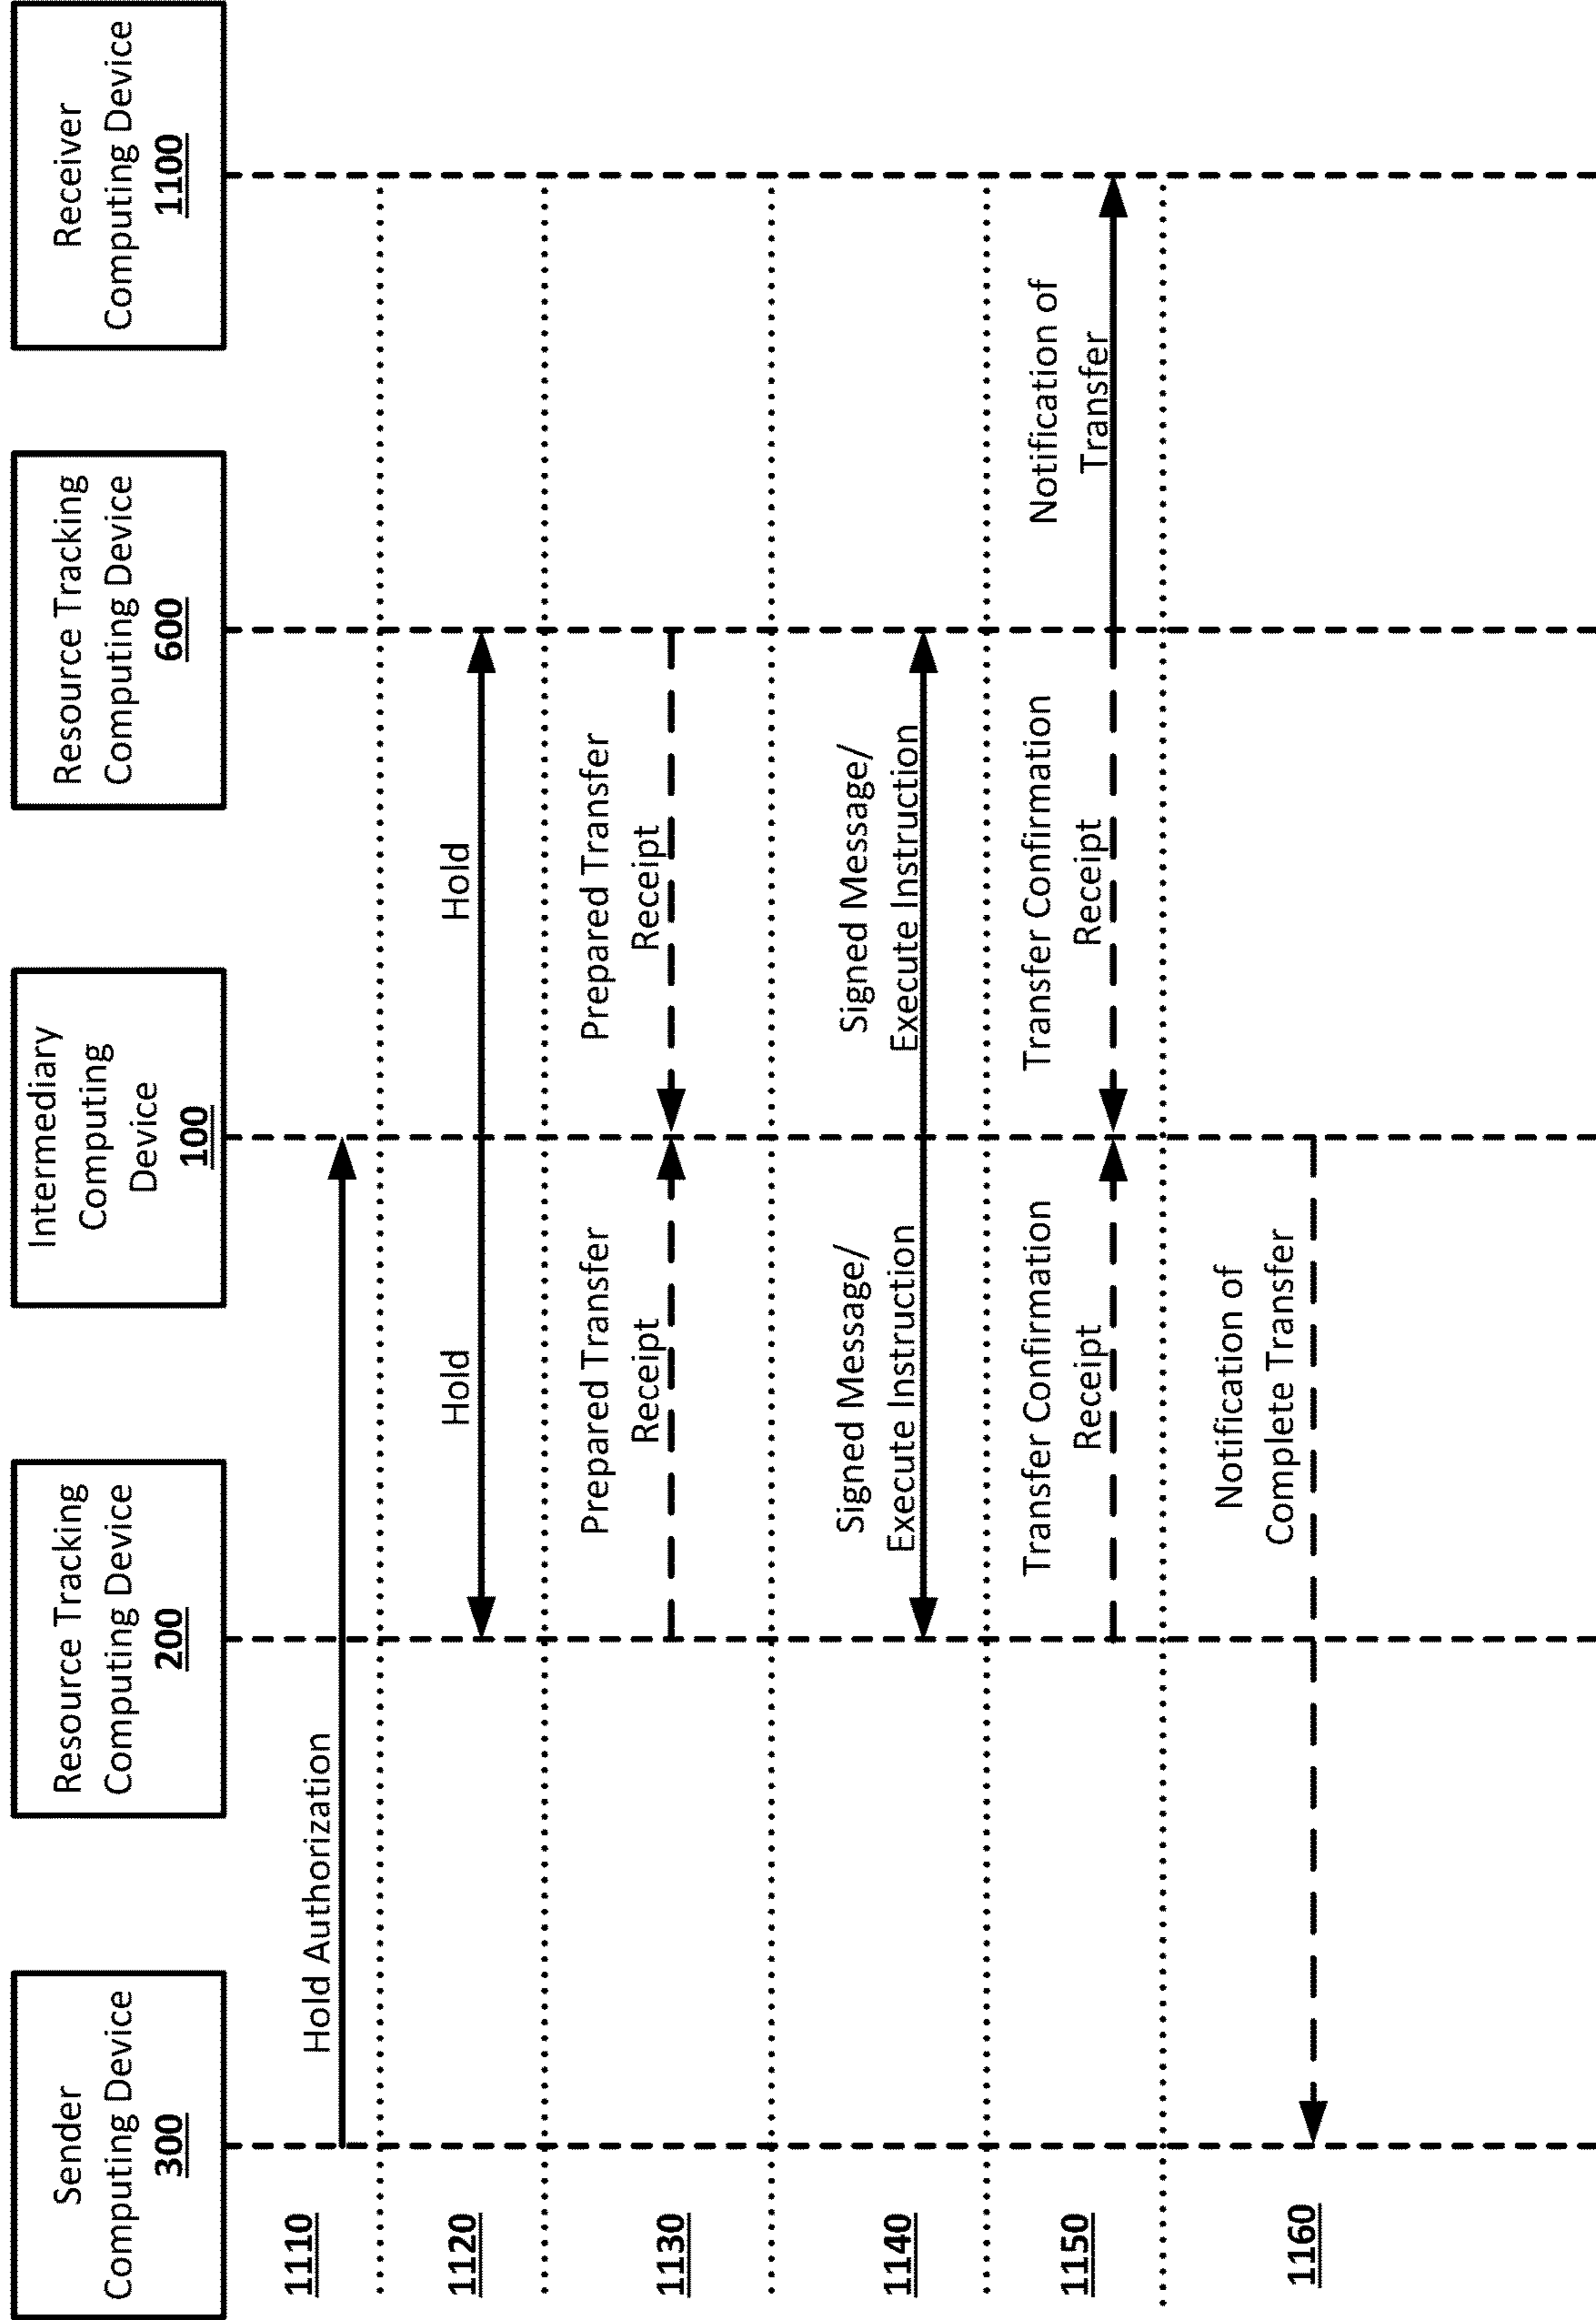 Sender
Computing Device
300
Resource Tracking
Computing Device
200
Intermediary
Computing
Device
100
Resource Tracking
Computing Device
600
Receiver
Computing Device
1100
1110
Hold Authorization
1120
Hold
Hold
1130
Prepared Transfer
Receipt
Prepared Transfer
Receipt
1140
Signed Message/
Execute Instruction
Signed Message/
Execute Instruction
1150
Transfer Confirmation
Receipt
Transfer Confirmation
Receipt
Notification of
Transfer
1160
Notification of
Complete Transfer